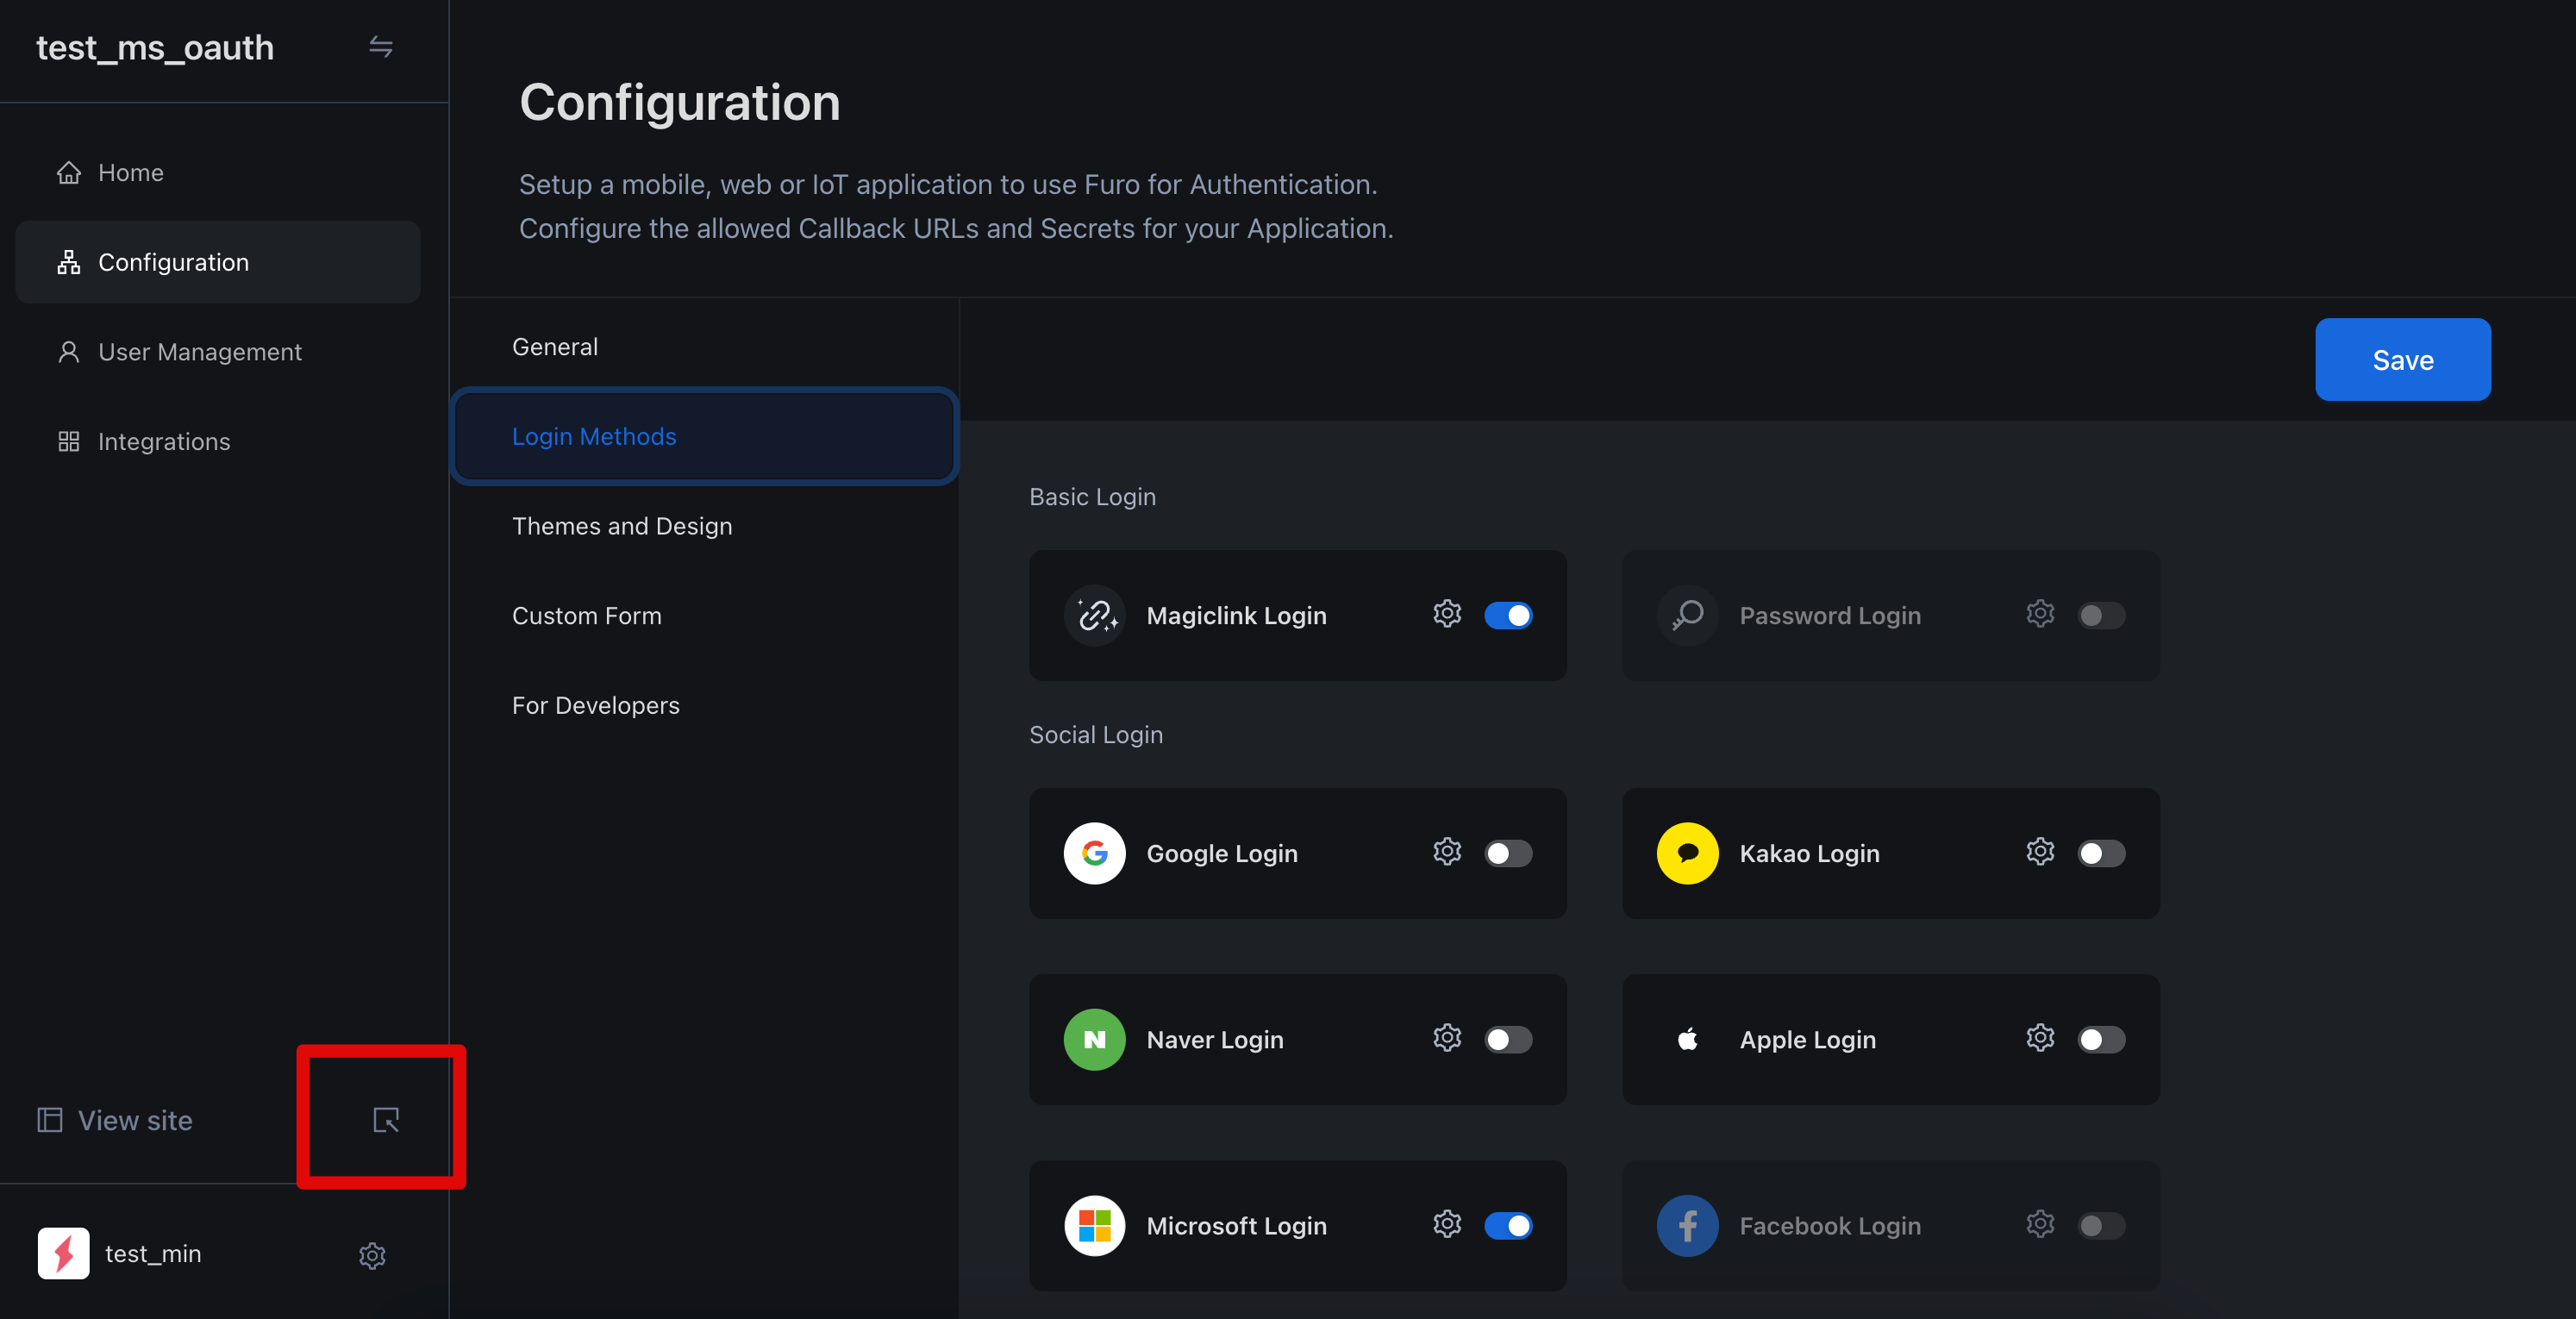 test_ms_oauth
Home
Configuration
User Management
Integrations
View site
test_min
Configuration
Setup a mobile, web or IoT application to use Furo for Authentication.
Configure the allowed Callback URLs and Secrets for your Application.
General
Login Methods
Themes and Design
Custom Form
For Developers
Save
Basic Login
Magiclink Login
Password Login
Social Login
Google Login
Kakao Login
Naver Login
Apple Login
Microsoft Login
Facebook Login